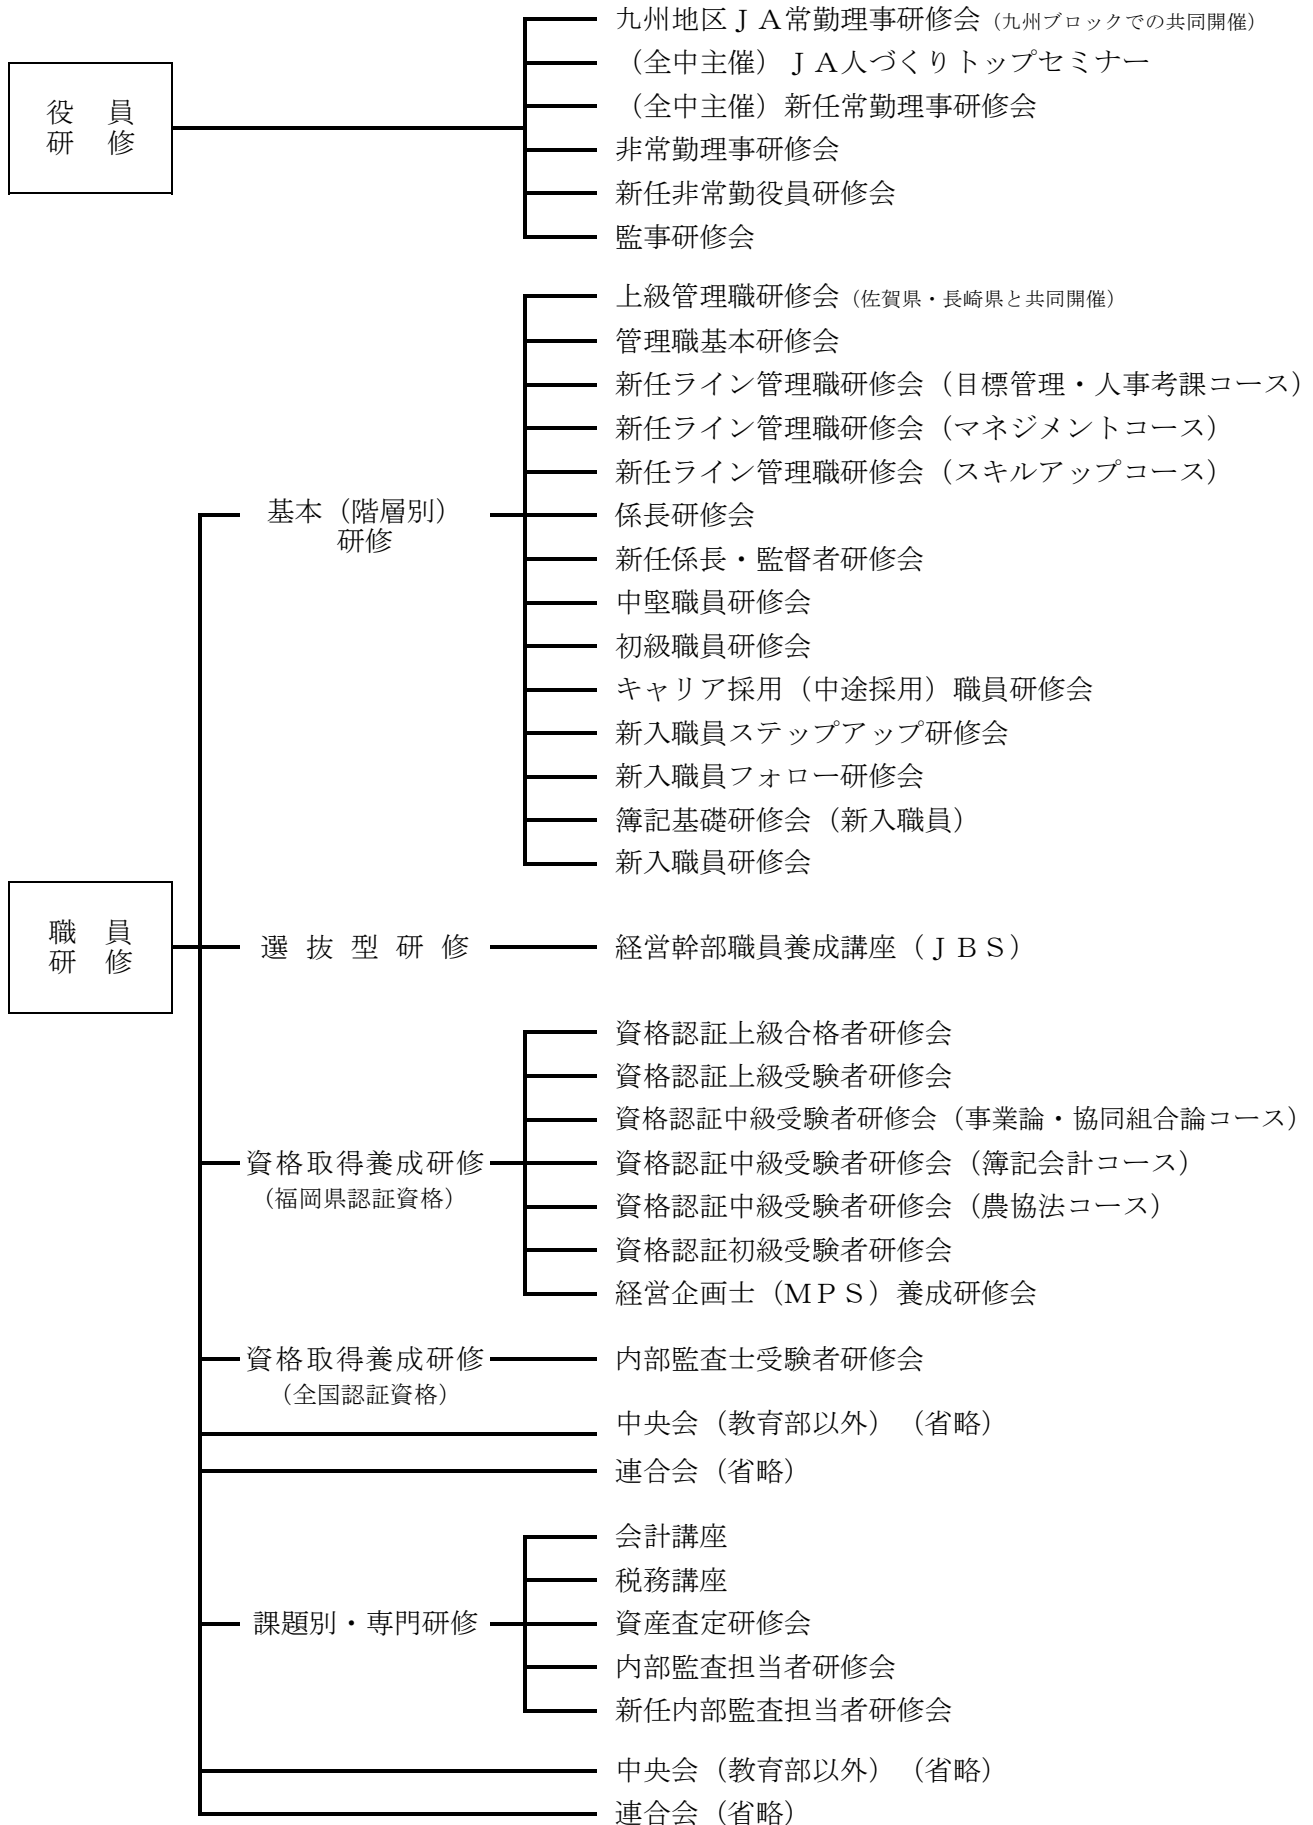 九州地区ＪＡ常勤理事研修会（九州ブロックでの共同開催）
（全中主催）ＪＡ人づくりトップセミナー
（全中主催）新任常勤理事研修会
役　員
研　修
非常勤理事研修会
新任非常勤役員研修会
監事研修会
上級管理職研修会（佐賀県・長崎県と共同開催）
管理職基本研修会
新任ライン管理職研修会（目標管理・人事考課コース）
新任ライン管理職研修会（マネジメントコース）
新任ライン管理職研修会（スキルアップコース）
基本（階層別）
研修
係長研修会
新任係長・監督者研修会
中堅職員研修会
初級職員研修会
キャリア採用（中途採用）職員研修会
新入職員ステップアップ研修会
新入職員フォロー研修会
簿記基礎研修会（新入職員）
新入職員研修会
職　員
研　修
選 抜 型 研 修
経営幹部職員養成講座（ＪＢＳ）
資格認証上級合格者研修会
資格認証上級受験者研修会
資格認証中級受験者研修会（事業論・協同組合論コース）
資格取得養成研修
（福岡県認証資格）
資格認証中級受験者研修会（簿記会計コース）
資格認証中級受験者研修会（農協法コース）
資格認証初級受験者研修会
経営企画士（ＭＰＳ）養成研修会
資格取得養成研修
（全国認証資格）
内部監査士受験者研修会
中央会（教育部以外）（省略）
連合会（省略）
会計講座
税務講座
課題別・専門研修
資産査定研修会
内部監査担当者研修会
新任内部監査担当者研修会
中央会（教育部以外）（省略）
連合会（省略）